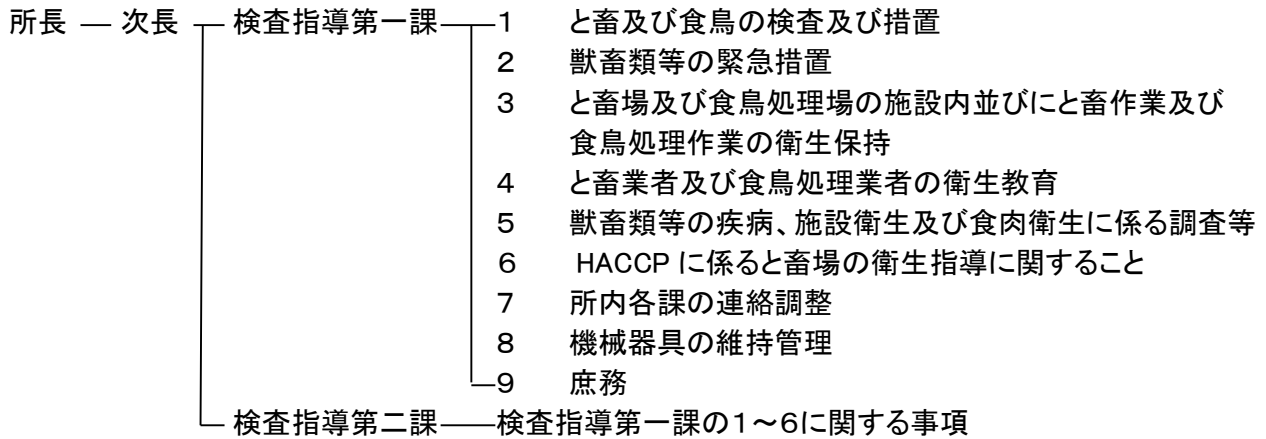 所長 ― 次長 ― 検査指導第一課――1 と畜及び食鳥の検査及び措置
2 獣畜類等の緊急措置
3 と畜場及び食鳥処理場の施設内並びにと畜作業及び
食鳥処理作業の衛生保持
4 と畜業者及び食鳥処理業者の衛生教育
5 獣畜類等の疾病、施設衛生及び食肉衛生に係る調査等
6 HACCP に係ると畜場の衛生指導に関すること
7 所内各課の連絡調整
8 機械器具の維持管理
9 庶務
検査指導第二課――検査指導第一課の1～6に関する事項